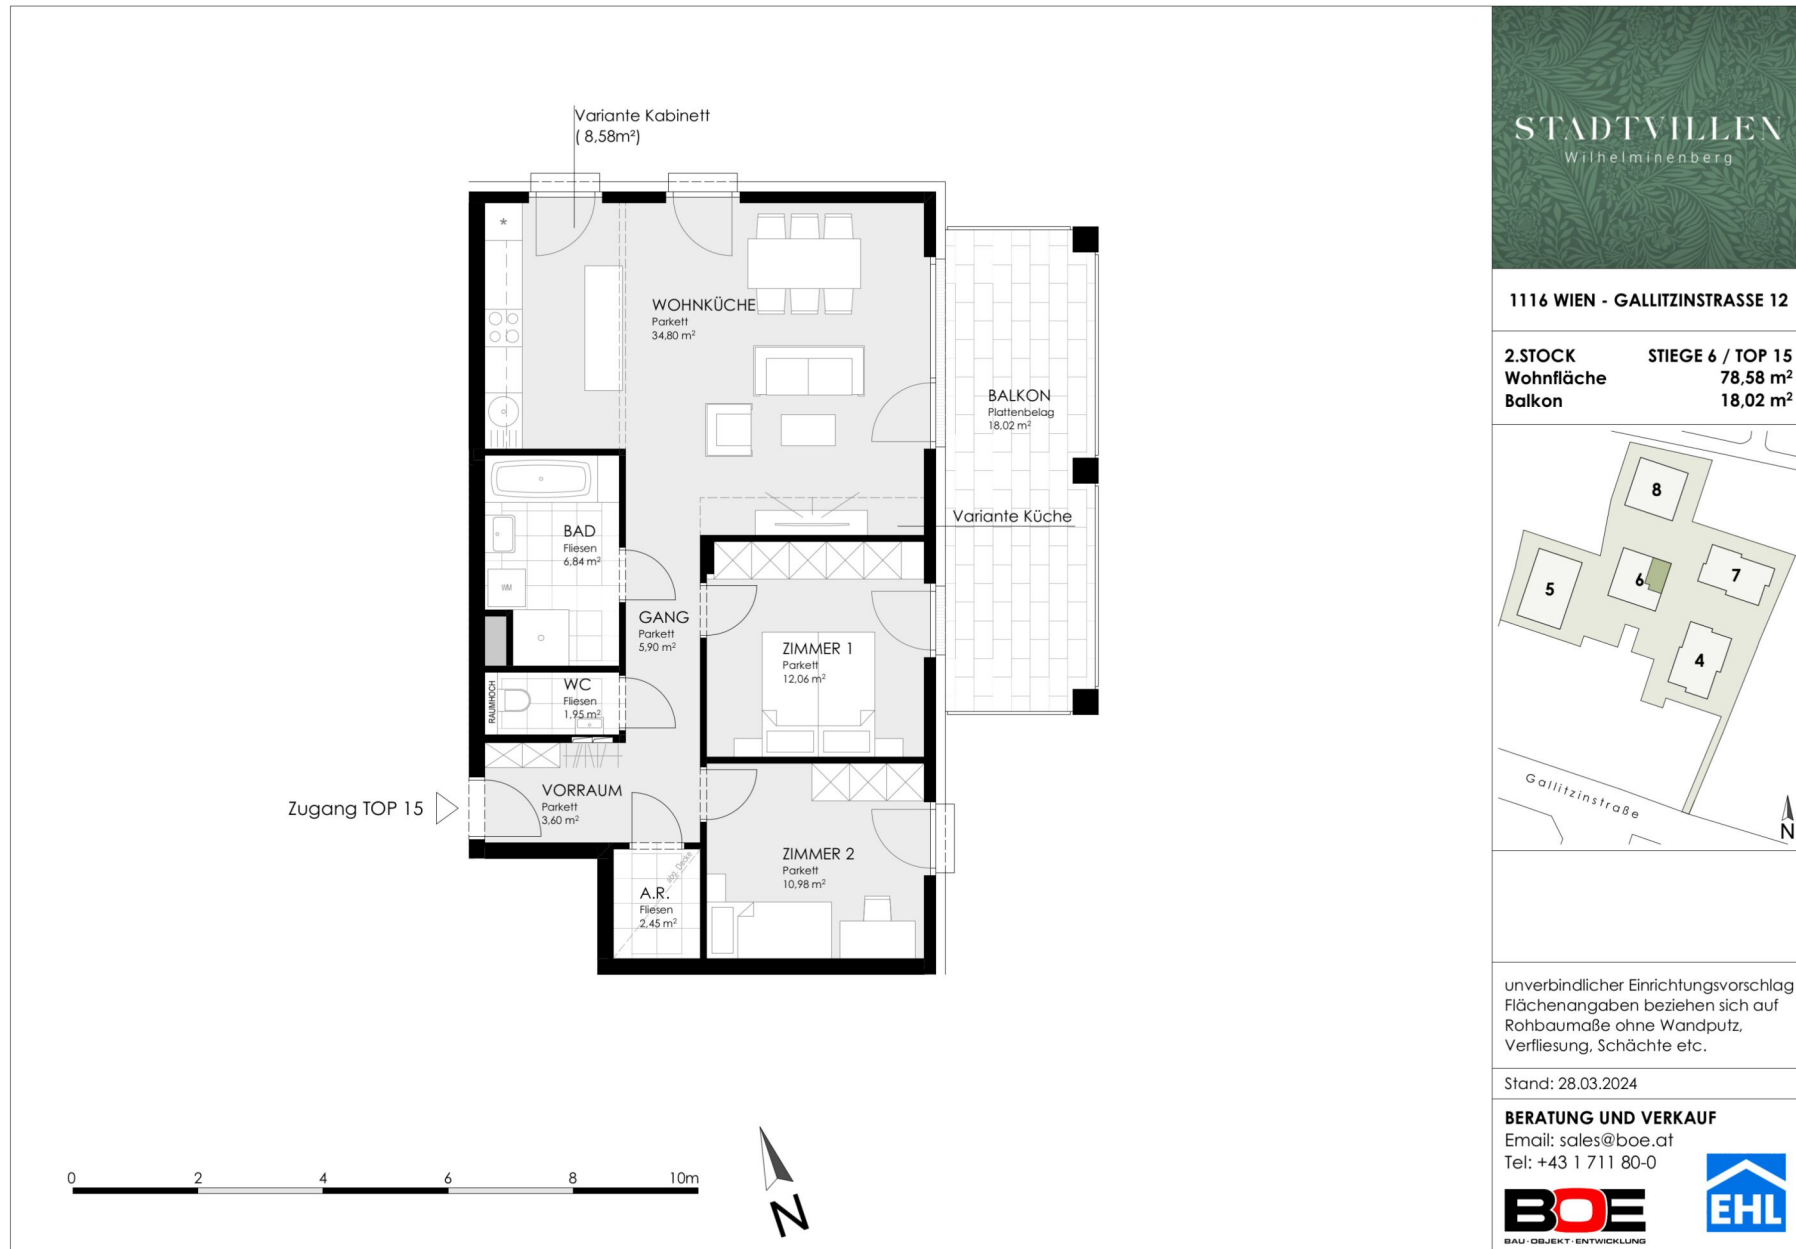 Variante Kabinett
( 8,58m²)
*
WOHNKÜCHE
Parkett
34,80 m²
BALKON
Plattenbelag
18,02 m²
Variante Küche
BAD
Fliesen
6,84 m²
WM
GANG
Parkett
5,90 m²
ZIMMER 1
Parkett
12,06 m²
WC
Fliesen
1,95 m²
RAUMHOCH
VORRAUM
Parkett
3,60 m²
Zugang TOP 15
ZIMMER 2
Parkett
10,98 m²
abg. Decke
A.R.
Fliesen
2,45 m²
0 2 4 6 8 10m
N
STADTVILLEN
Wilhelminenberg
1116 WIEN - GALLITZINSTRASSE 12
2.STOCK STIEGE 6 / TOP 15
Wohnfläche 78,58 m²
Balkon 18,02 m²
8
5
6
7
4
Gallitzinstraße
N
unverbindlicher Einrichtungsvorschlag
Flächenangaben beziehen sich auf
Rohbaumaße ohne Wandputz,
Verfliesung, Schächte etc.
Stand: 28.03.2024
BERATUNG UND VERKAUF
Email: sales@boe.at
Tel: +43 1 711 80-0
BOE
BAU·OBJEKT·ENTWICKLUNG
EHL